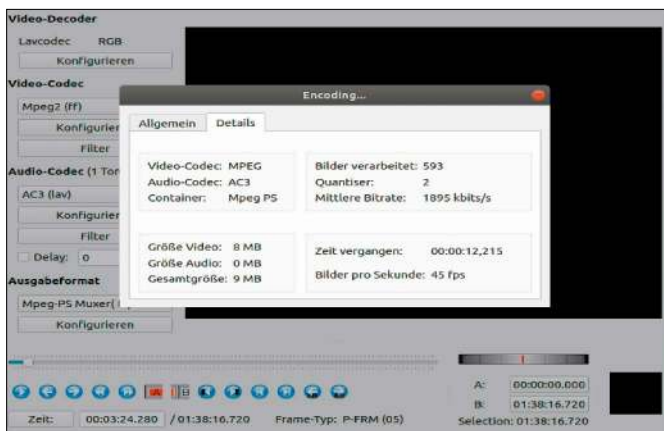 Video-Decoder
Lavcodec RGB
Konfigurieren
Video-Codec
Mpeg2 (ff)
Konfigurier
Filter
Audio-Codec (1 Ton
AC3 (lav)
Konfigurier
Filter
Delay: 0
Ausgabeformat
Mpeg-PS Muxer(
Konfigurieren
Encoding...
Allgemein Details
Video-Codec: MPEG
Audio-Codec: AC3
Container: Mpeg PS
Bilder verarbeitet: 593
Quantiser: 2
Mittlere Bitrate: 1895 kbits/s
Größe Video: 8 MB
Größe Audio: 0 MB
Gesamtgröße: 9 MB
Zeit vergangen: 00:00:12,215
Bilder pro Sekunde: 45 fps
A: 00:00:00.000
B: 01:38:16.720
Zeit: 00:03:24.280 /01:38:16.720 Frame-Typ: P-FRM (05)
Selection: 01:38:16.720